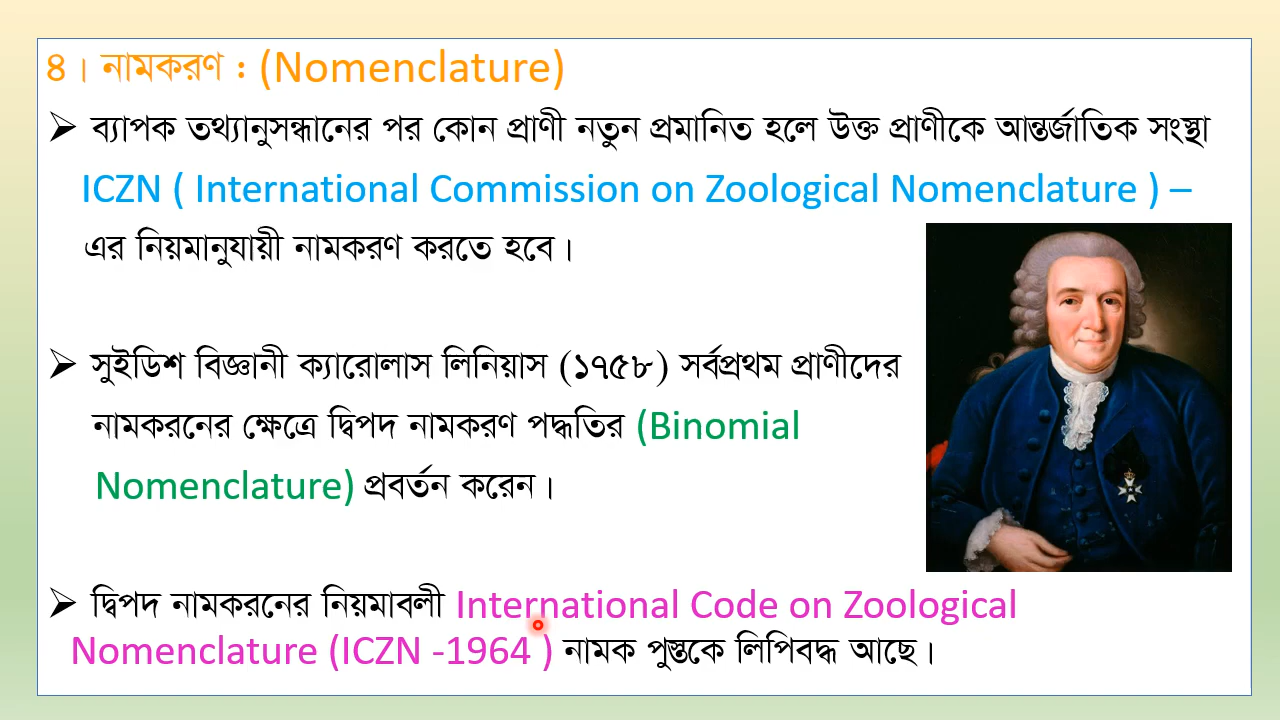 ৪। নামকরণ : (Nomenclature)
➢ ব্যাপক তথ্যানুসন্ধানের পর কোন প্রাণী নতুন প্রমানিত হলে উক্ত প্রাণীকে আন্তর্জাতিক সংস্থা
ICZN ( International Commission on Zoological Nomenclature ) –
এর নিয়মানুযায়ী নামকরণ করতে হবে।
➢ সুইডিশ বিজ্ঞানী ক্যারোলাস লিনিয়াস (১৭৫৮) সর্বপ্রথম প্রাণীদের
নামকরনের ক্ষেত্রে দ্বিপদ নামকরণ পদ্ধতির (Binomial
Nomenclature) প্রবর্তন করেন।
➢ দ্বিপদ নামকরনের নিয়মাবলী International Code on Zoological
Nomenclature (ICZN -1964 ) নামক পুস্তকে লিপিবদ্ধ আছে।